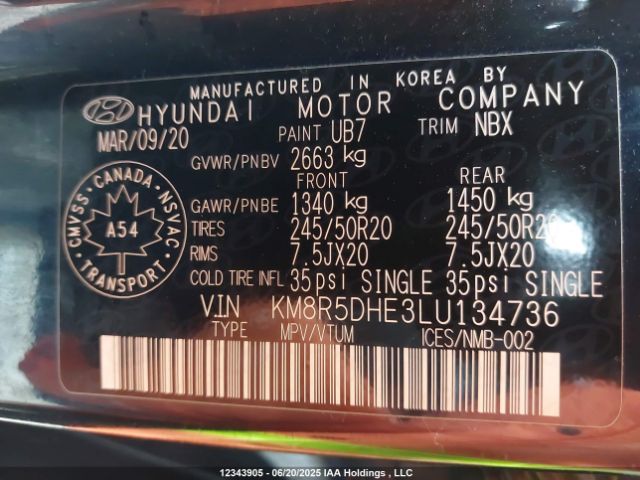 MANUFACTURED IN KOREA BY
HYUNDAI MOTOR COMPANY
MAR/09/20 PAINT UB7 TRIM NBX
GVWR/PNBV 2663 kg
FRONT REAR
GAWR/PNBE 1340 kg 1450 kg
TIRES 245/50R20 245/50R20
RIMS 7.5JX20 7.5JX20
COLD TIRE INFL 35psi SINGLE 35psi SINGLE
VIN KM8R5DHE3LU134736
TYPE MPV/VTUM ICES/NMB-002
CMVSS - CANADA - NSVAC
A54
TRANSPORT
12343905 - 06/20/2025 IAA Holdings , LLC